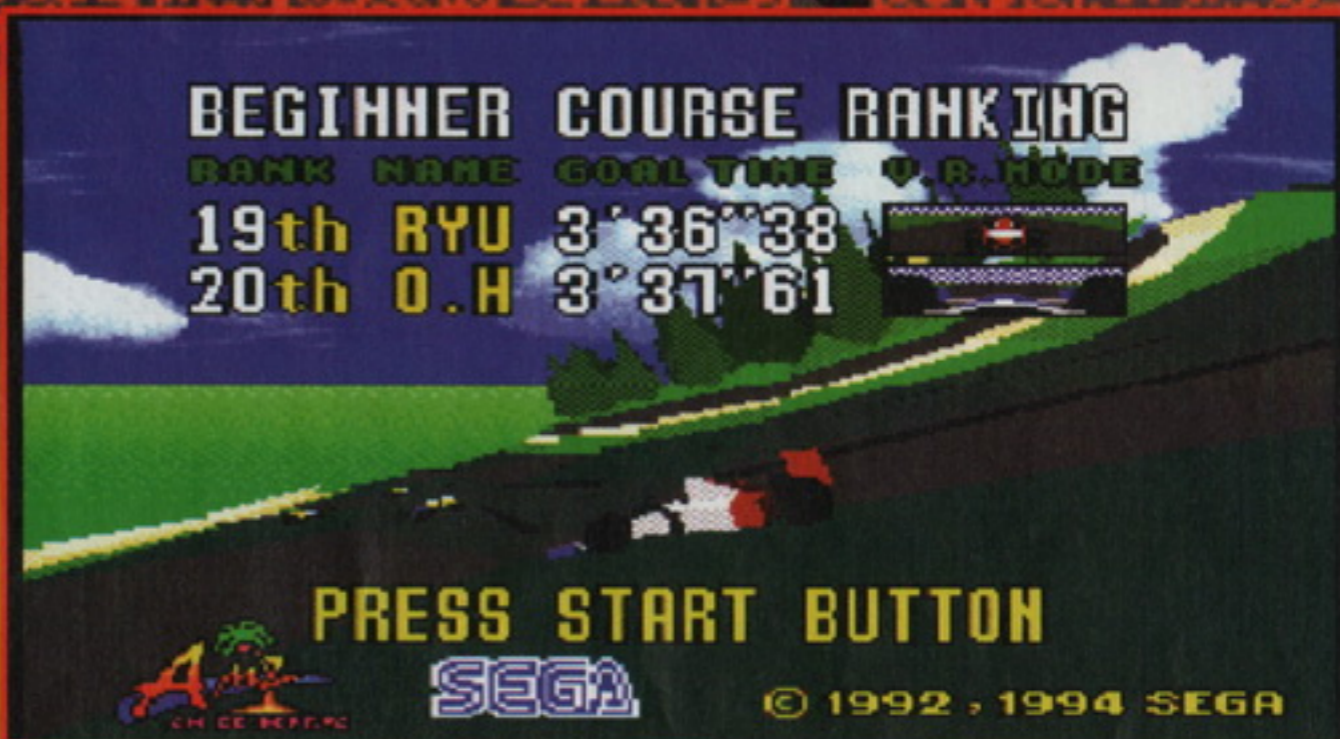 BEGINNER COURSE RANKING
RANK NAME GOAL TIME V.R. MODE
19th RYU 3'36"38
20th O.H 3'37"61
PRESS START BUTTON
SEGA
© 1992, 1994 SEGA